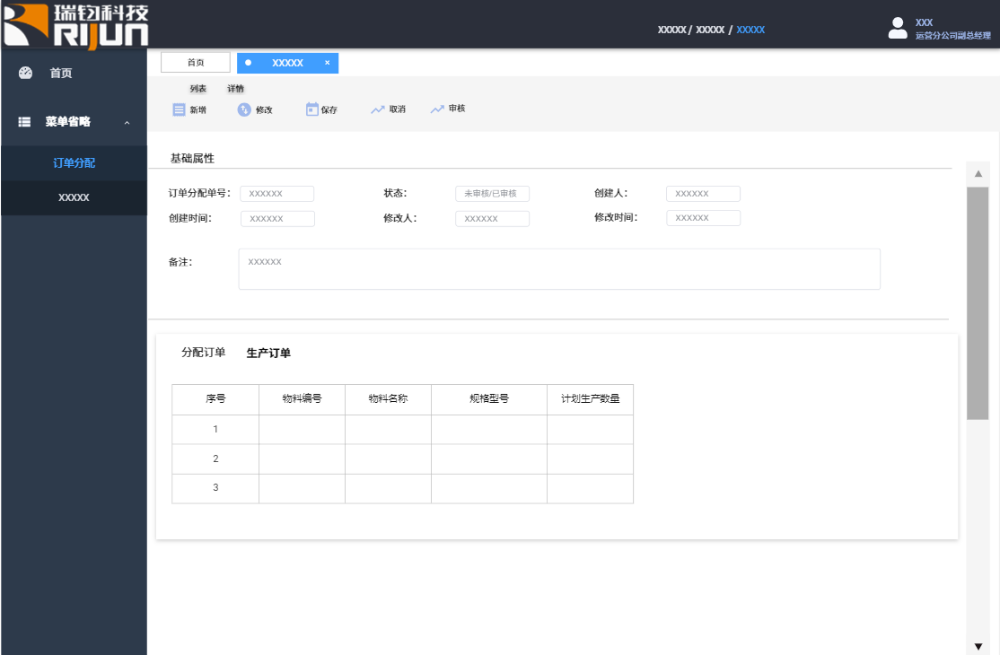 瑞钧科技
RIJUN
XXXXX / XXXXX / XXXXX
XXX
运营分公司副总经理
首页
菜单省略
订单分配
XXXXX
首页
XXXXX ×
列表 详情
新增 修改 保存 取消 审核
基础属性
订单分配单号： XXXXXX 状态： 未审核/已审核 创建人： XXXXXX
创建时间： XXXXXX 修改人： XXXXXX 修改时间： XXXXXX
备注： XXXXXX
分配订单 生产订单
序号 物料编号 物料名称 规格型号 计划生产数量
1
2
3